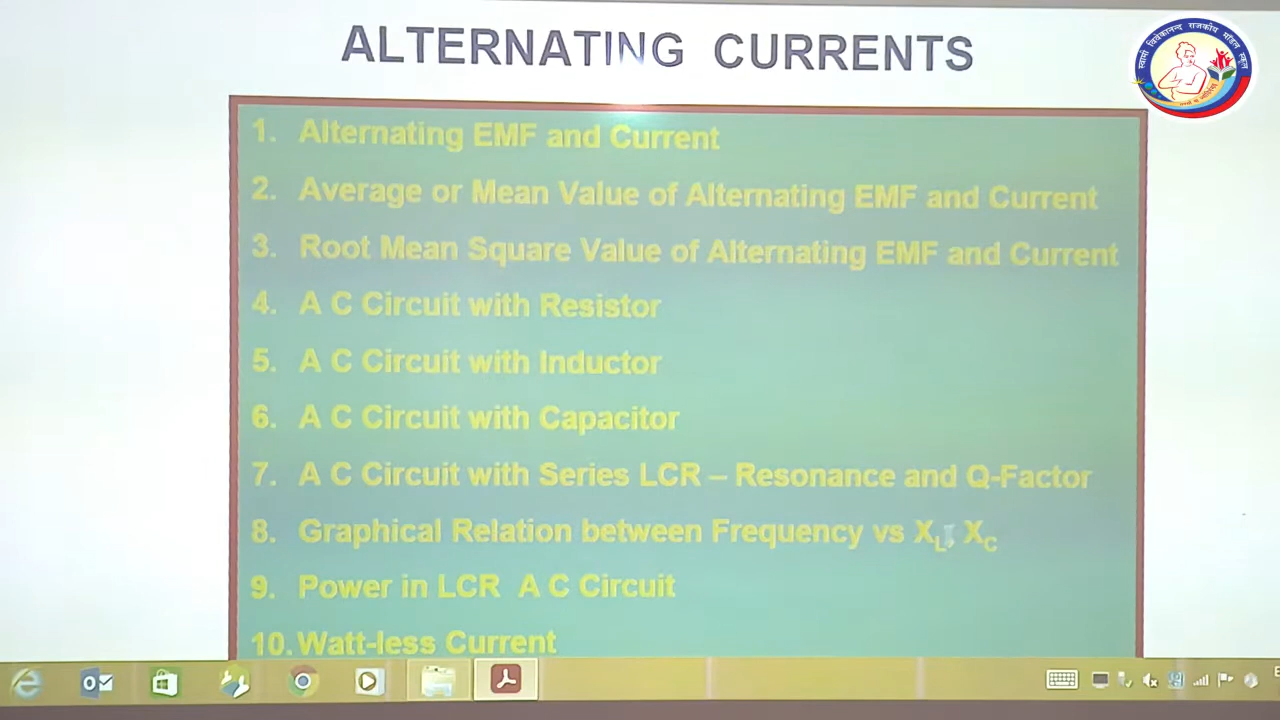 ALTERNATING CURRENTS
स्वामी विवेकानन्द राजकीय मॉडल स्कूल
1. Alternating EMF and Current
2. Average or Mean Value of Alternating EMF and Current
3. Root Mean Square Value of Alternating EMF and Current
4. A C Circuit with Resistor
5. A C Circuit with Inductor
6. A C Circuit with Capacitor
7. A C Circuit with Series LCR – Resonance and Q-Factor
8. Graphical Relation between Frequency vs XL, XC
9. Power in LCR A C Circuit
10. Watt-less Current